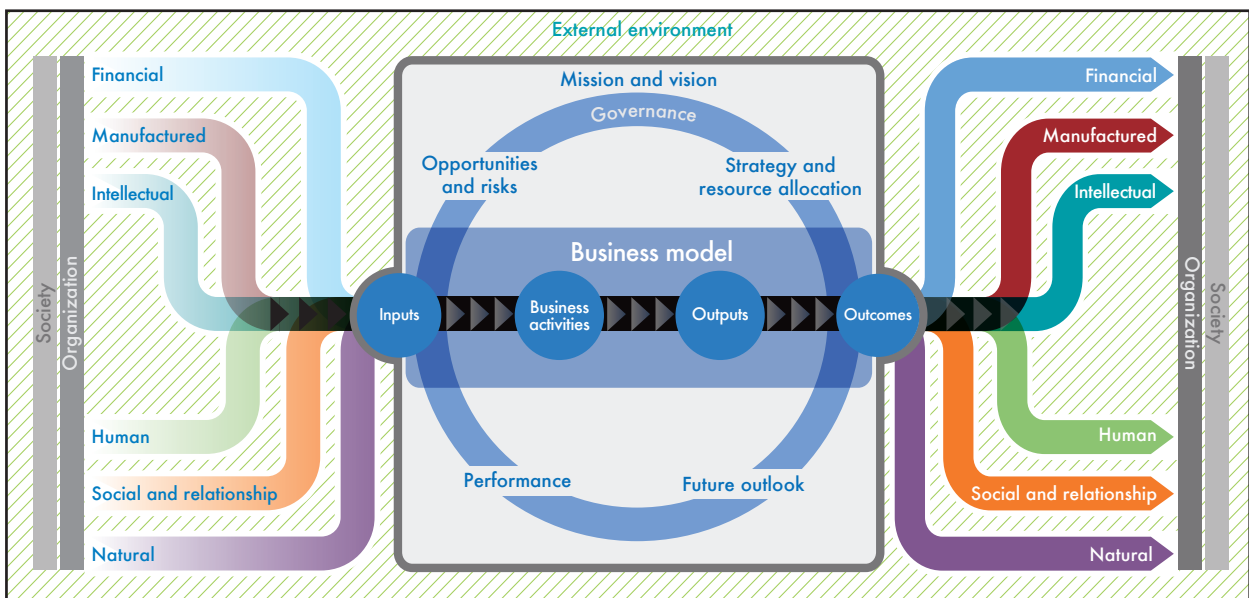 External environment
Society
Organization
Financial
Manufactured
Intellectual
Human
Social and relationship
Natural
Mission and vision
Governance
Opportunities
and risks
Strategy and
resource allocation
Business model
Inputs
Business
activities
Outputs
Outcomes
Performance
Future outlook
Financial
Manufactured
Intellectual
Human
Social and relationship
Natural
Organization
Society